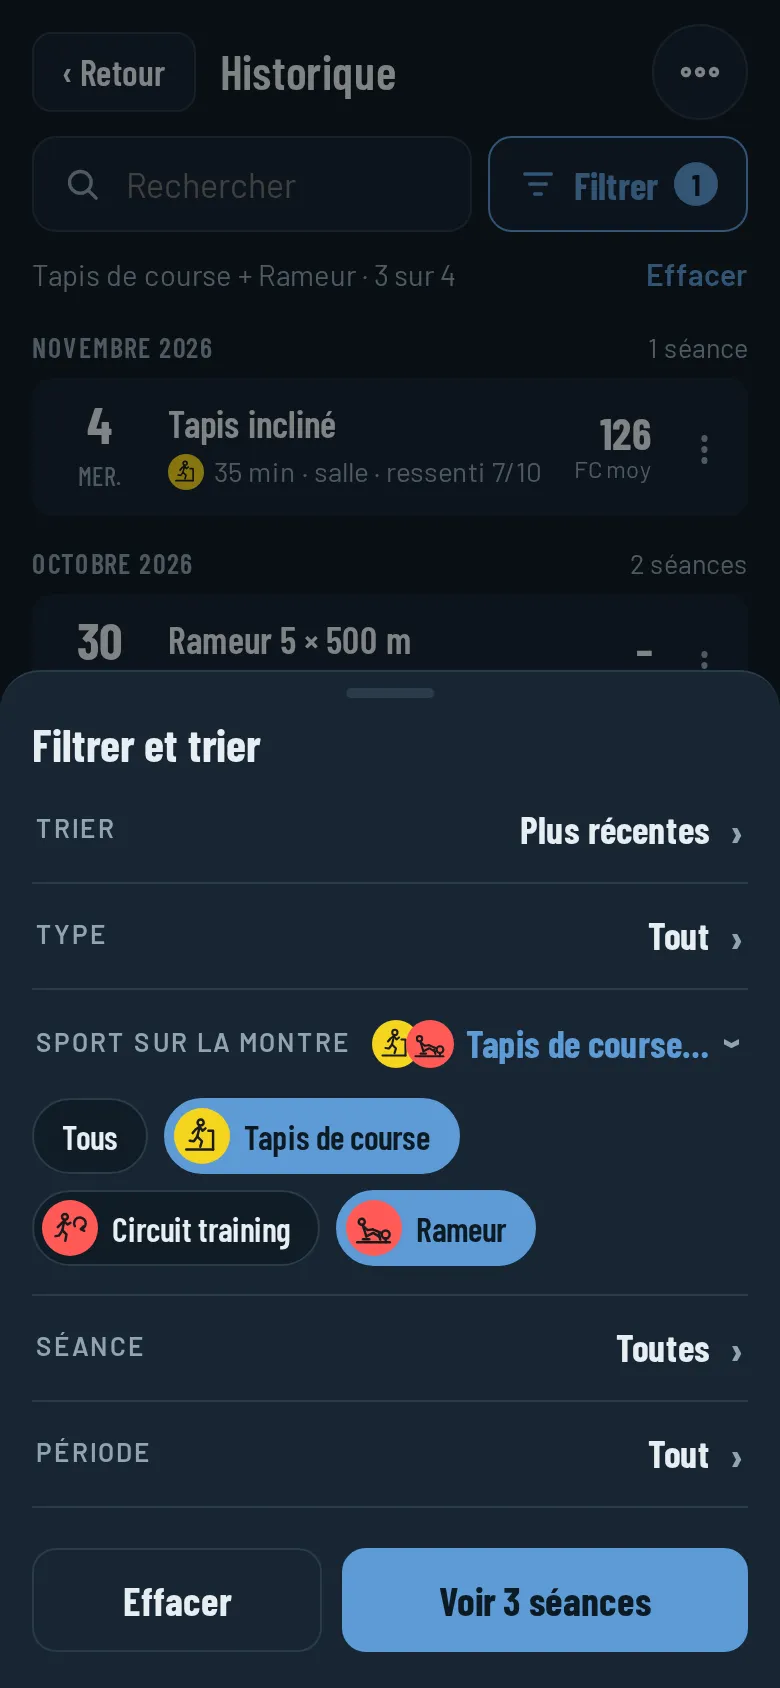 ‹ Retour
Historique
Rechercher
Filtrer 1
Tapis de course + Rameur · 3 sur 4
Effacer
NOVEMBRE 2026
1 séance
4
MER.
Tapis incliné
35 min · salle · ressenti 7/10
126
FC moy
OCTOBRE 2026
2 séances
30
Rameur 5 × 500 m
–
Filtrer et trier
TRIER
Plus récentes ›
TYPE
Tout ›
SPORT SUR LA MONTRE
Tapis de course...
Tous
Tapis de course
Circuit training
Rameur
SÉANCE
Toutes ›
PÉRIODE
Tout ›
Effacer
Voir 3 séances